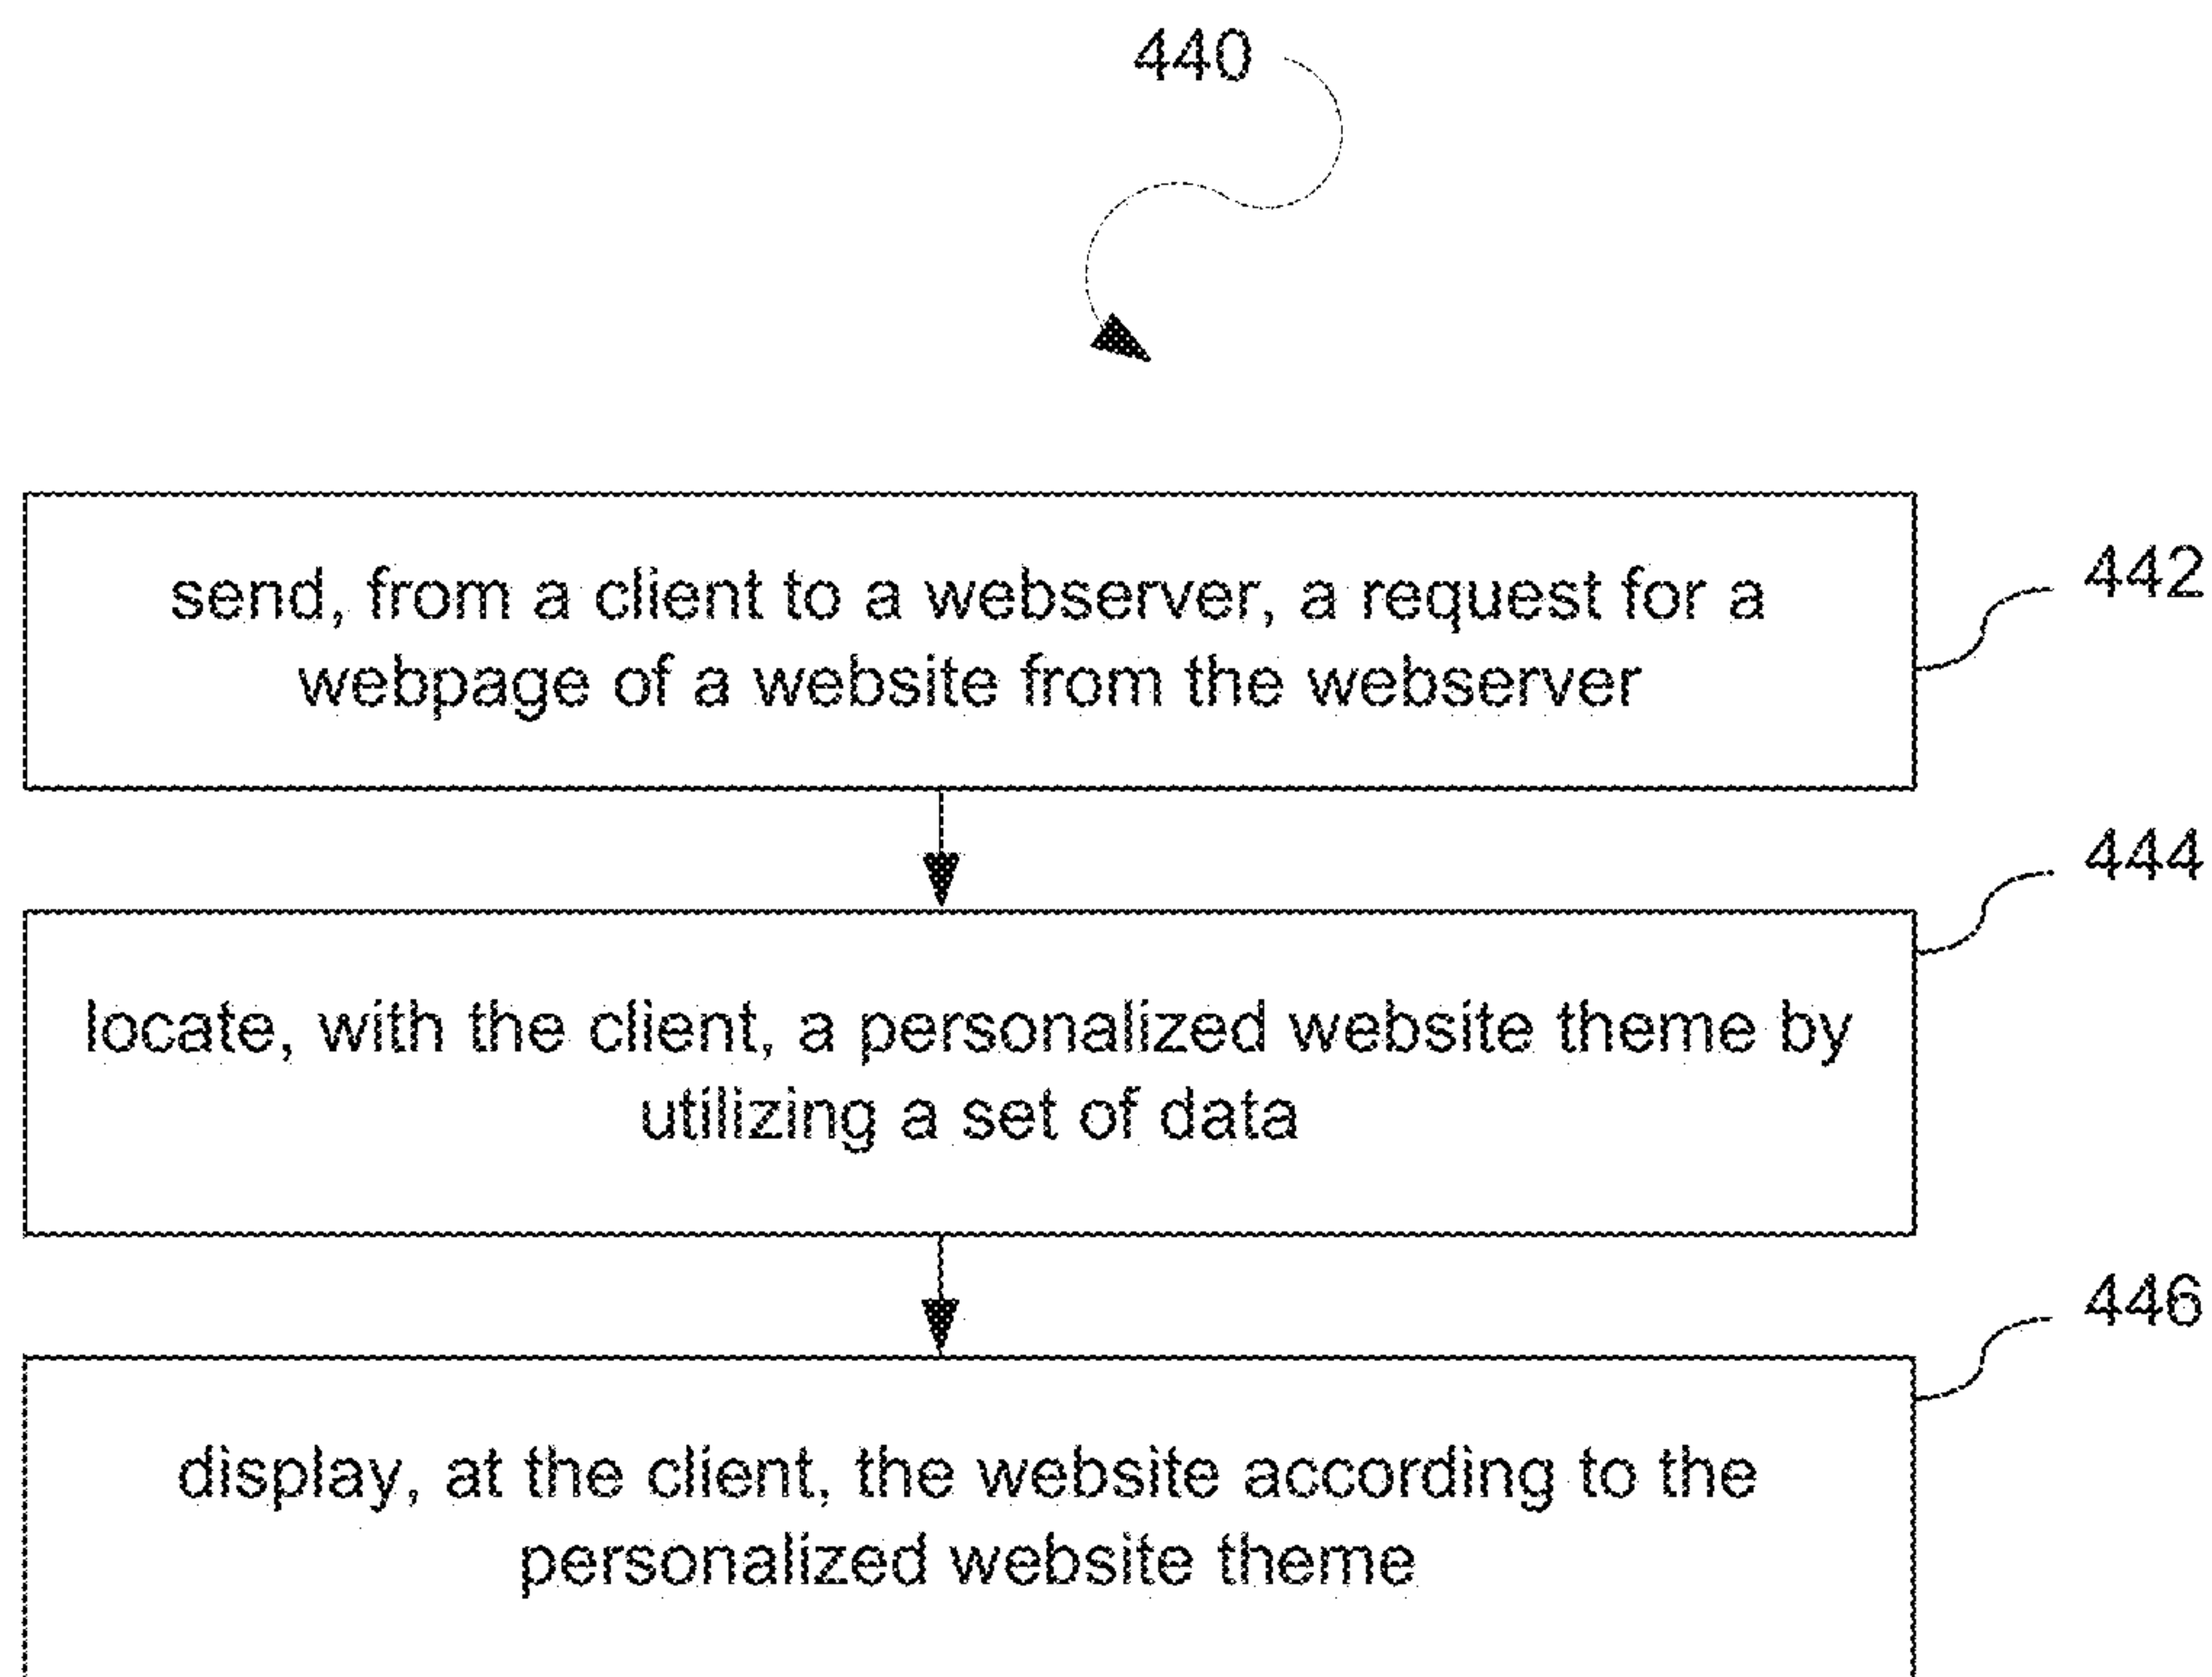 440
send, from a client to a webserver, a request for a
webpage of a website from the webserver
442
locate, with the client, a personalized website theme by
utilizing a set of data
444
display, at the client, the website according to the
personalized website theme
446